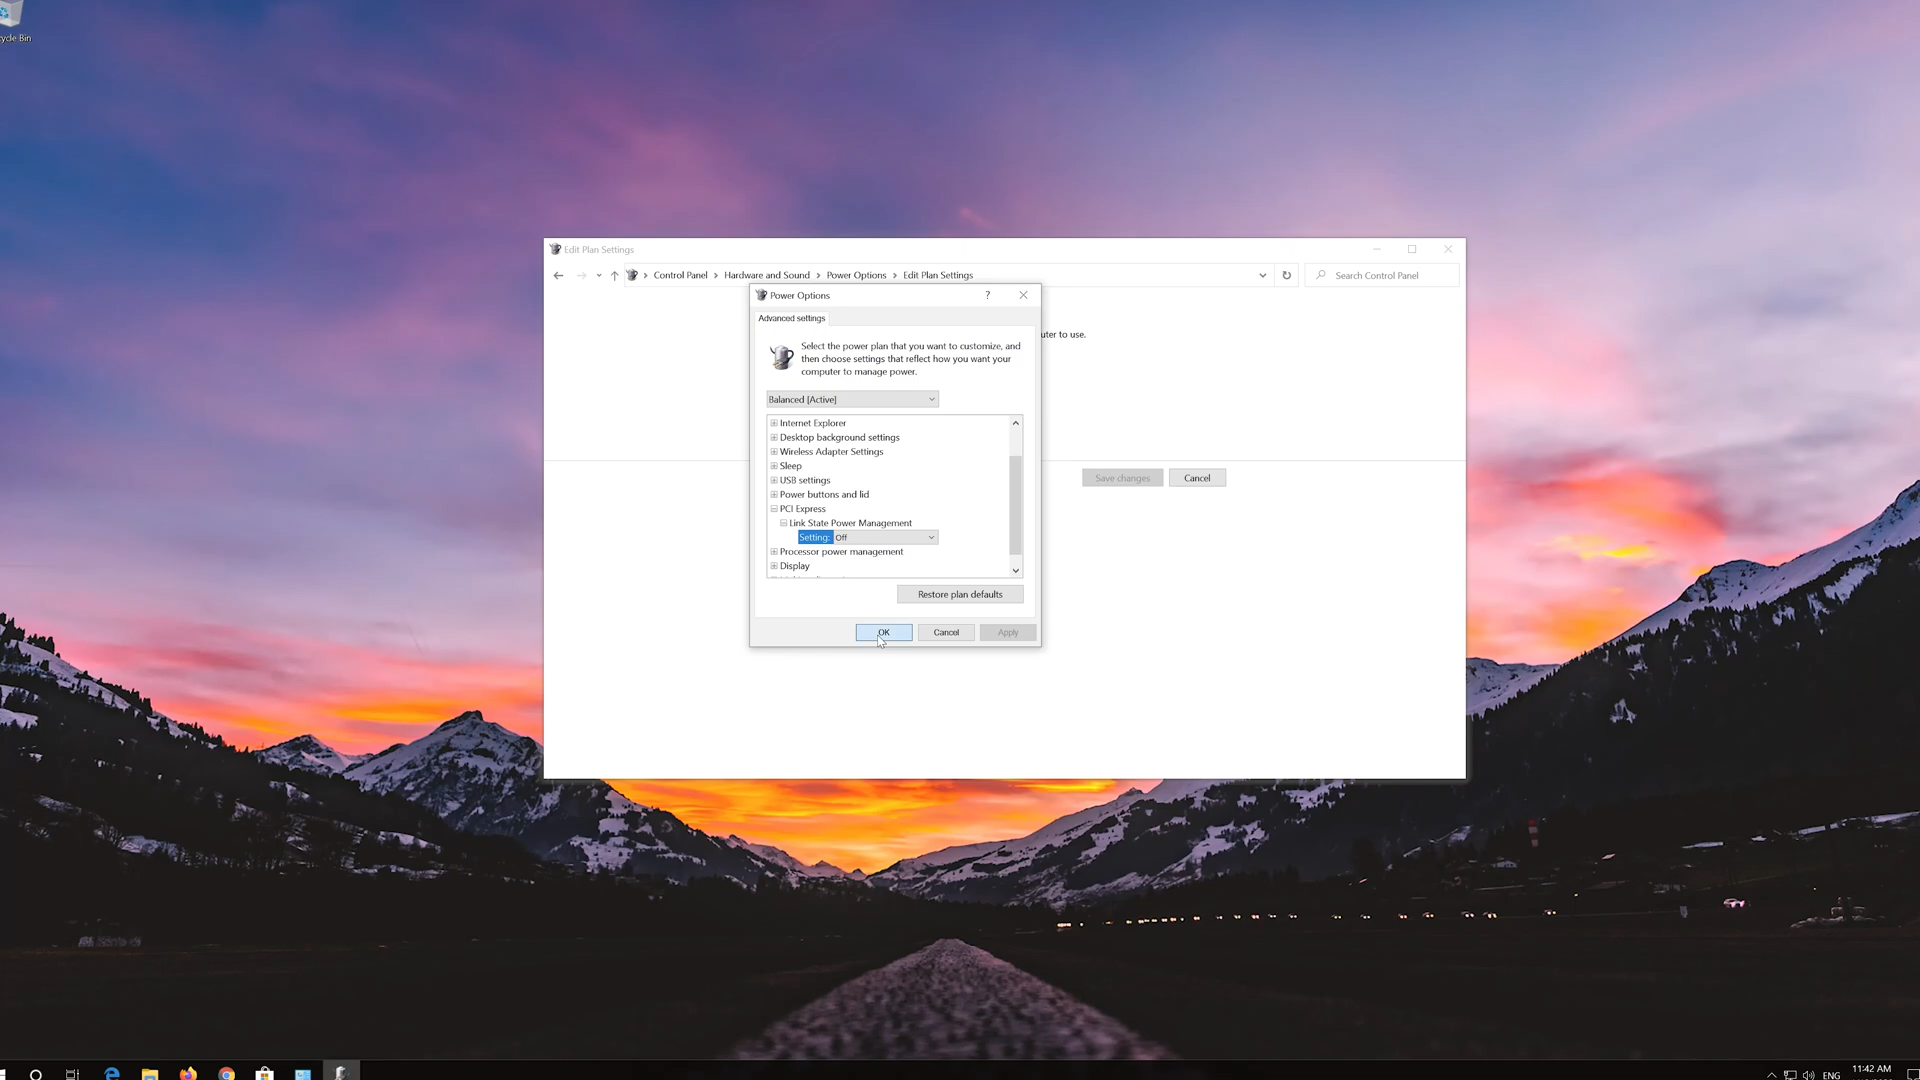 cycle Bin
Edit Plan Settings
Control Panel > Hardware and Sound > Power Options > Edit Plan Settings
Search Control Panel
Power Options
?
Advanced settings
uter to use.
Select the power plan that you want to customize, and
then choose settings that reflect how you want your
computer to manage power.
Balanced [Active]
Internet Explorer
Desktop background settings
Wireless Adapter Settings
Sleep
USB settings
Power buttons and lid
PCI Express
Link State Power Management
Setting: Off
Processor power management
Display
Save changes
Cancel
Restore plan defaults
OK
Cancel
Apply
ENG
11:42 AM